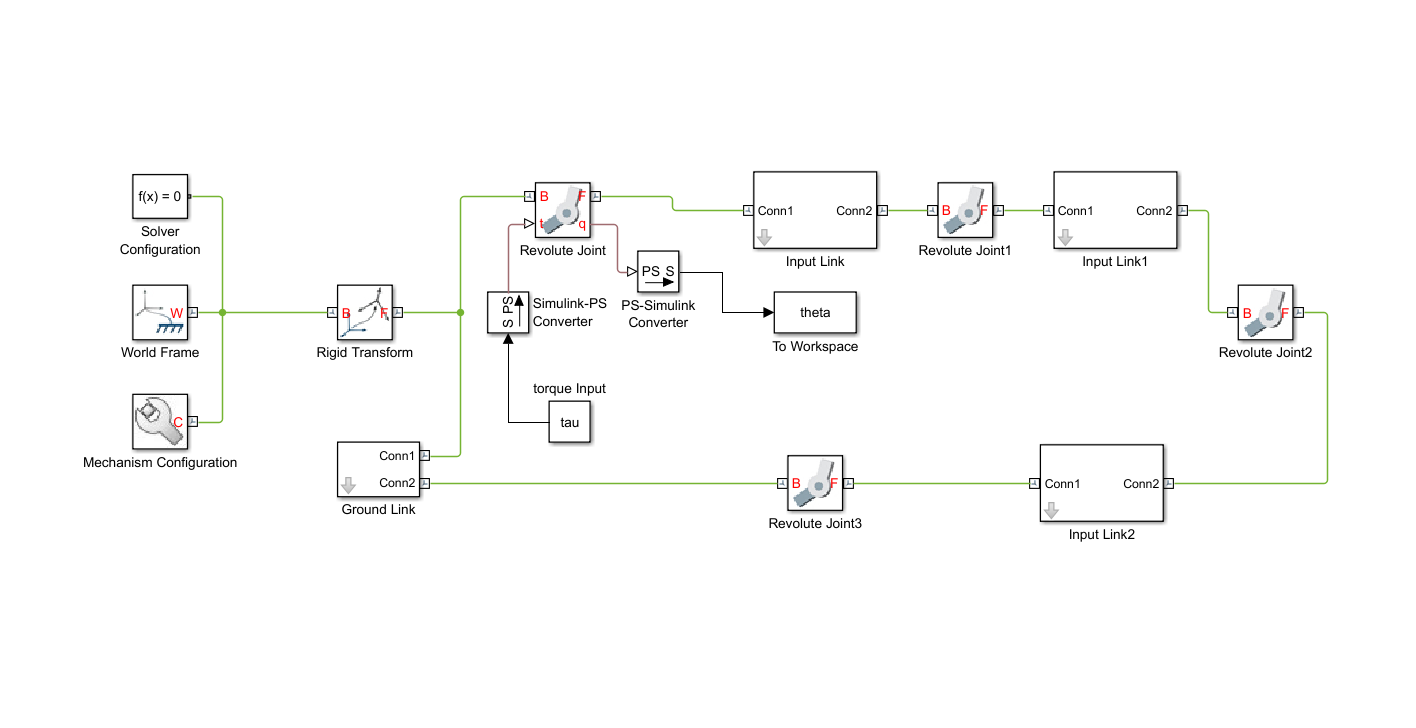 f(x) = 0
Solver
Configuration
W
World Frame
C
Mechanism Configuration
B F
Rigid Transform
Conn1
Conn2
Ground Link
B F
t q
Revolute Joint
S PS
Simulink-PS
Converter
PS S
PS-Simulink
Converter
theta
To Workspace
torque Input
tau
Conn1 Conn2
Input Link
B F
Revolute Joint1
Conn1 Conn2
Input Link1
B F
Revolute Joint2
B F
Revolute Joint3
Conn1 Conn2
Input Link2